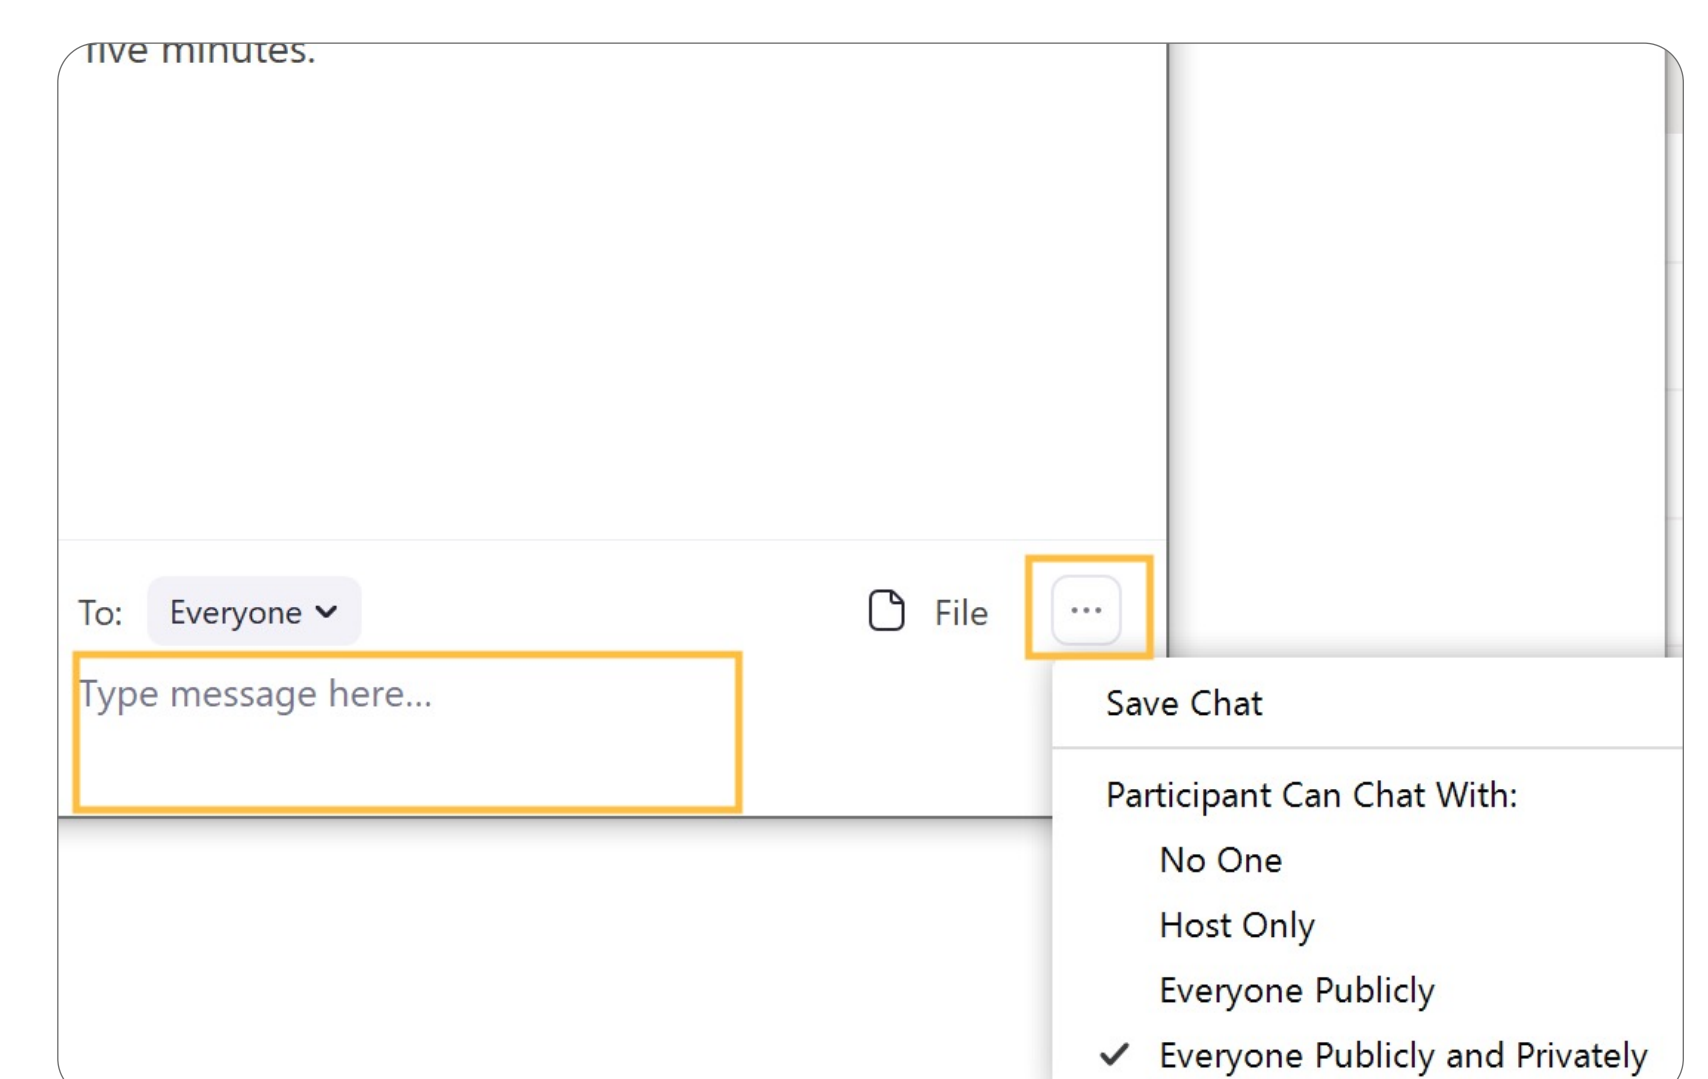 five minutes.
To: Everyone File ...
Type message here...
Save Chat
Participant Can Chat With:
No One
Host Only
Everyone Publicly
Everyone Publicly and Privately